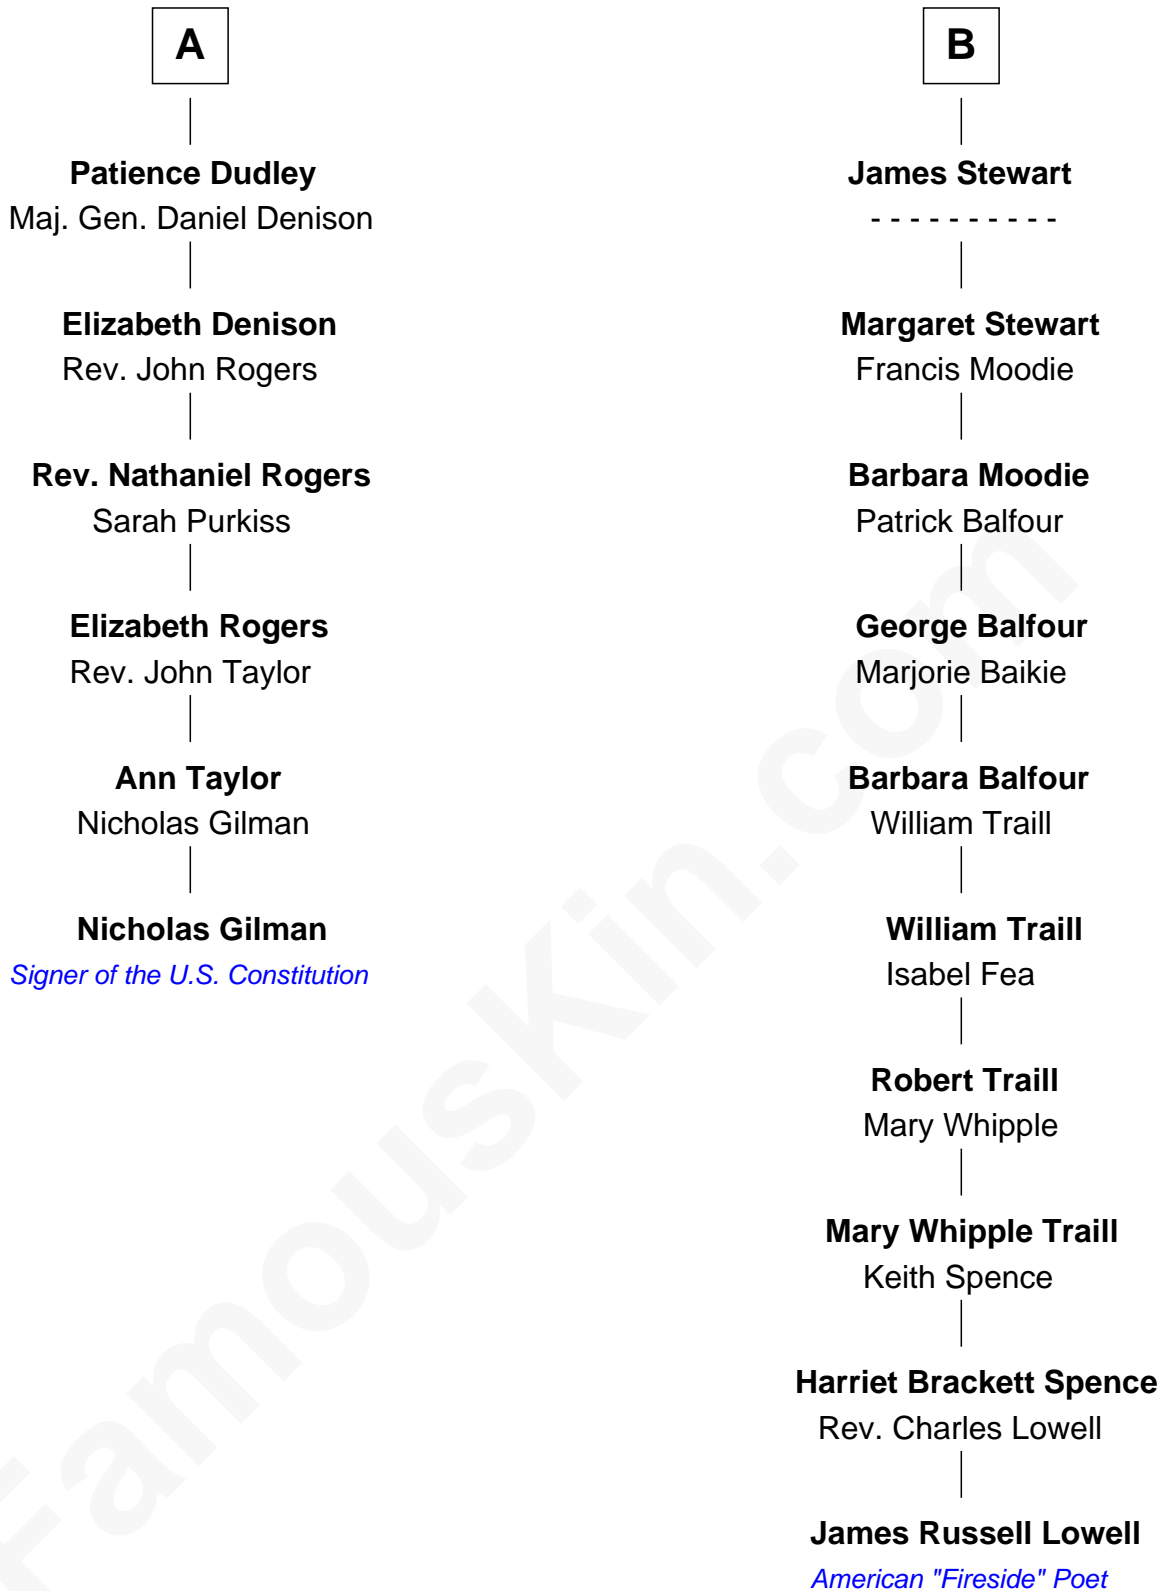 A
Patience Dudley
Maj. Gen. Daniel Denison
Elizabeth Denison
Rev. John Rogers
Rev. Nathaniel Rogers
Sarah Purkiss
Elizabeth Rogers
Rev. John Taylor
Ann Taylor
Nicholas Gilman
Nicholas Gilman
Signer of the U.S. Constitution
B
James Stewart
- - - - - - - - - -
Margaret Stewart
Francis Moodie
Barbara Moodie
Patrick Balfour
George Balfour
Marjorie Baikie
Barbara Balfour
William Traill
William Traill
Isabel Fea
Robert Traill
Mary Whipple
Mary Whipple Traill
Keith Spence
Harriet Brackett Spence
Rev. Charles Lowell
James Russell Lowell
American "Fireside" Poet
FamousKin.com